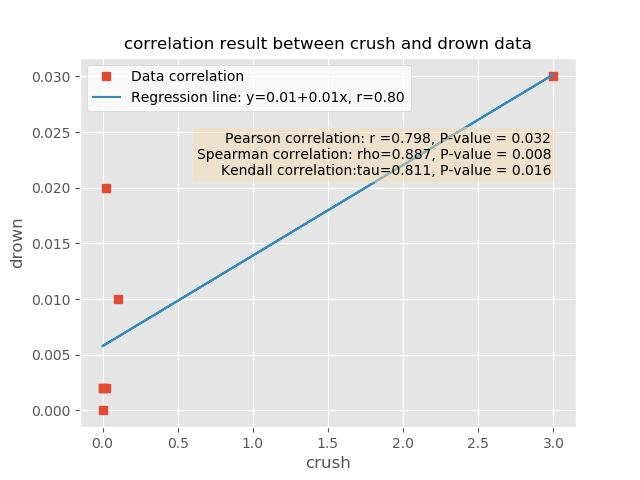 correlation result between crush and drown data
Data correlation
Regression line: y=0.01+0.01x, r=0.80
Pearson correlation: r =0.798, P-value = 0.032
Spearman correlation: rho=0.887, P-value = 0.008
Kendall correlation:tau=0.811, P-value = 0.016
0.030
0.025
0.020
0.015
0.010
0.005
0.000
drown
0.0 0.5 1.0 1.5 2.0 2.5 3.0
crush